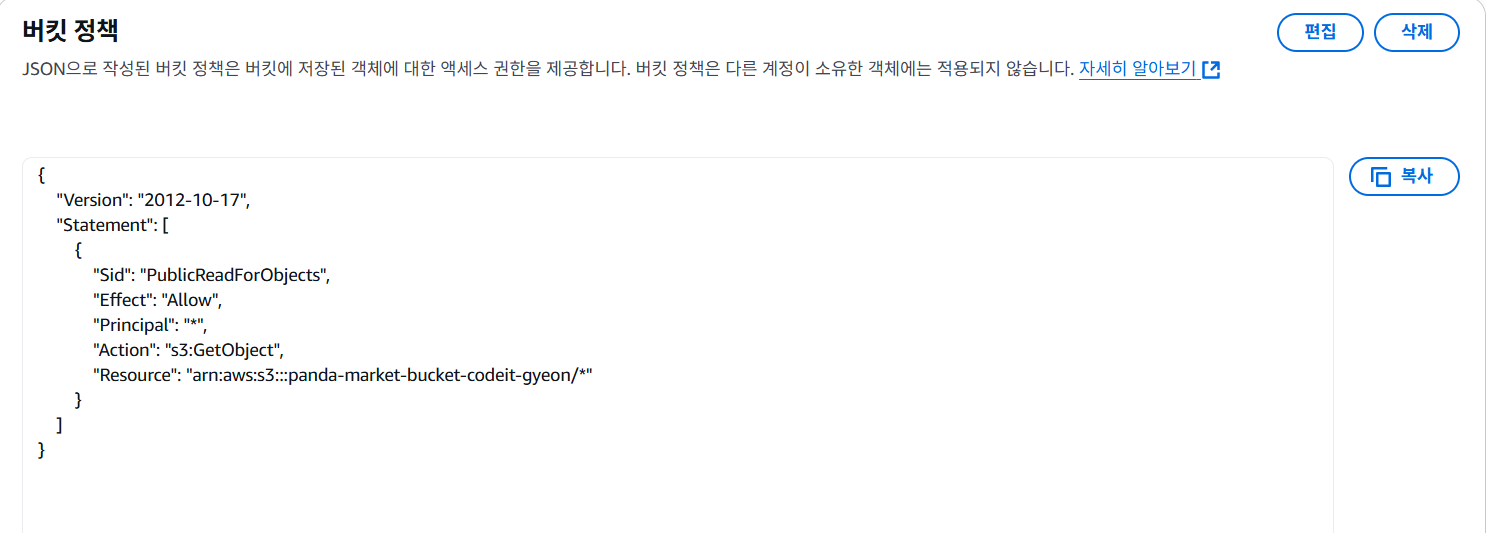 버킷 정책
편집
삭제
JSON으로 작성된 버킷 정책은 버킷에 저장된 객체에 대한 액세스 권한을 제공합니다. 버킷 정책은 다른 계정이 소유한 객체에는 적용되지 않습니다. 자세히 알아보기
복사
{
    "Version": "2012-10-17",
    "Statement": [
        {
            "Sid": "PublicReadForObjects",
            "Effect": "Allow",
            "Principal": "*",
            "Action": "s3:GetObject",
            "Resource": "arn:aws:s3:::panda-market-bucket-codeit-gyeon/*"
        }
    ]
}